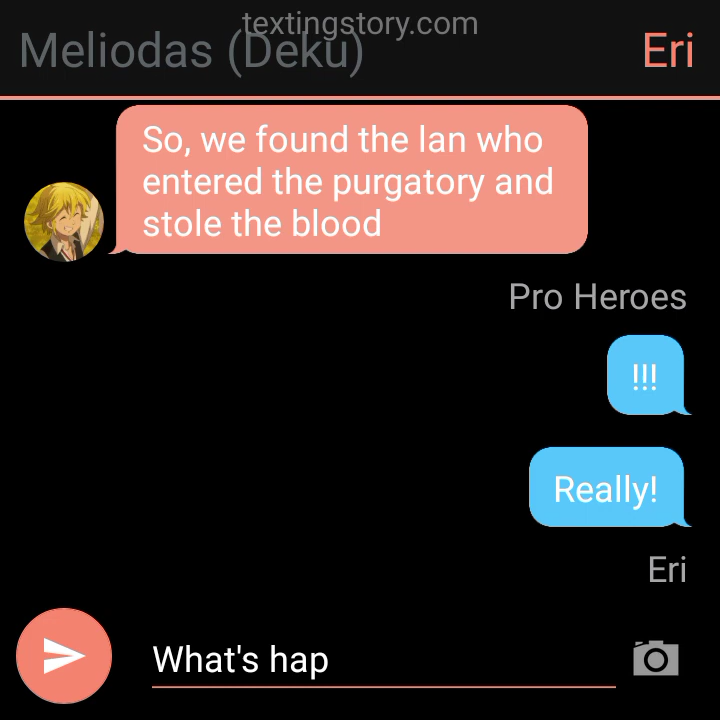 textingstory.com
Meliodas (Deku)
Eri
So, we found the lan who
entered the purgatory and
stole the blood
Pro Heroes
!!!
Really!
Eri
What's hap